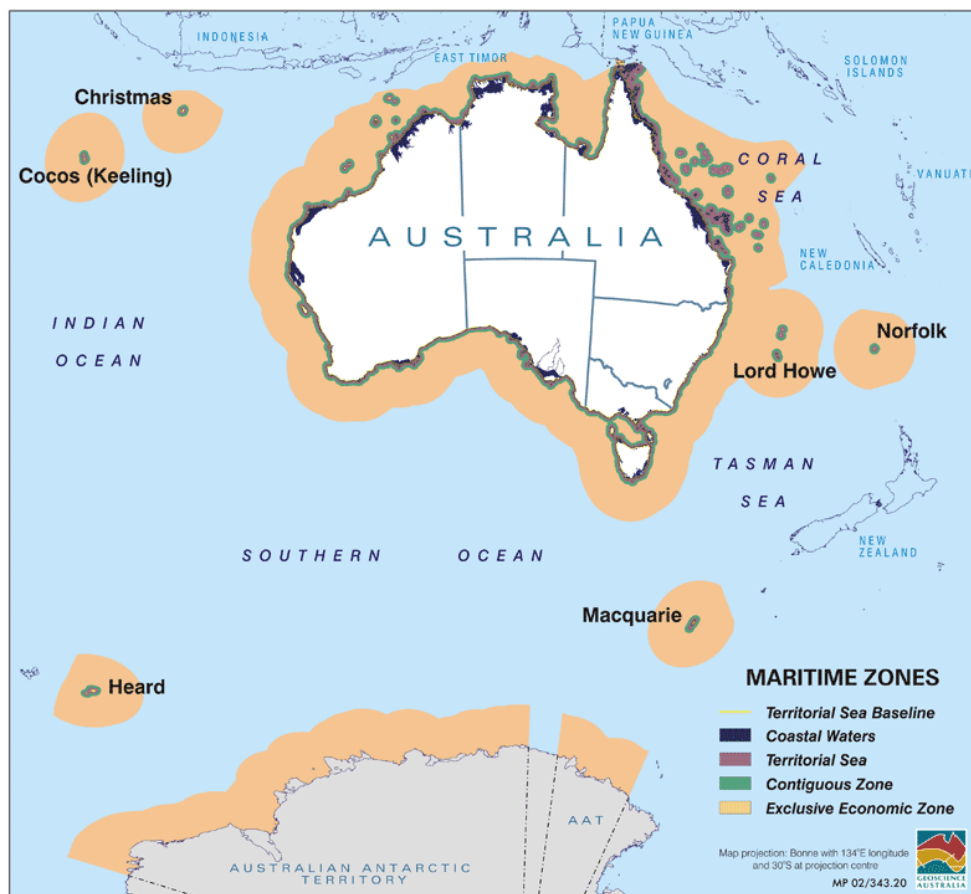 INDONESIA
PAPUA
NEW GUINEA
EAST TIMOR
SOLOMON
ISLANDS
Christmas
Cocos (Keeling)
CORAL
SEA
VANUATU
AUSTRALIA
NEW
CALEDONIA
INDIAN
OCEAN
Norfolk
Lord Howe
TASMAN
SEA
SOUTHERN OCEAN
NEW
ZEALAND
Macquarie
Heard
MARITIME ZONES
Territorial Sea Baseline
Coastal Waters
Territorial Sea
Contiguous Zone
Exclusive Economic Zone
AAT
AUSTRALIAN ANTARCTIC
TERRITORY
Map projection: Bonne with 134°E longitude
and 30°S at projection centre
MP 02/343.20
GEOSCIENCE
AUSTRALIA